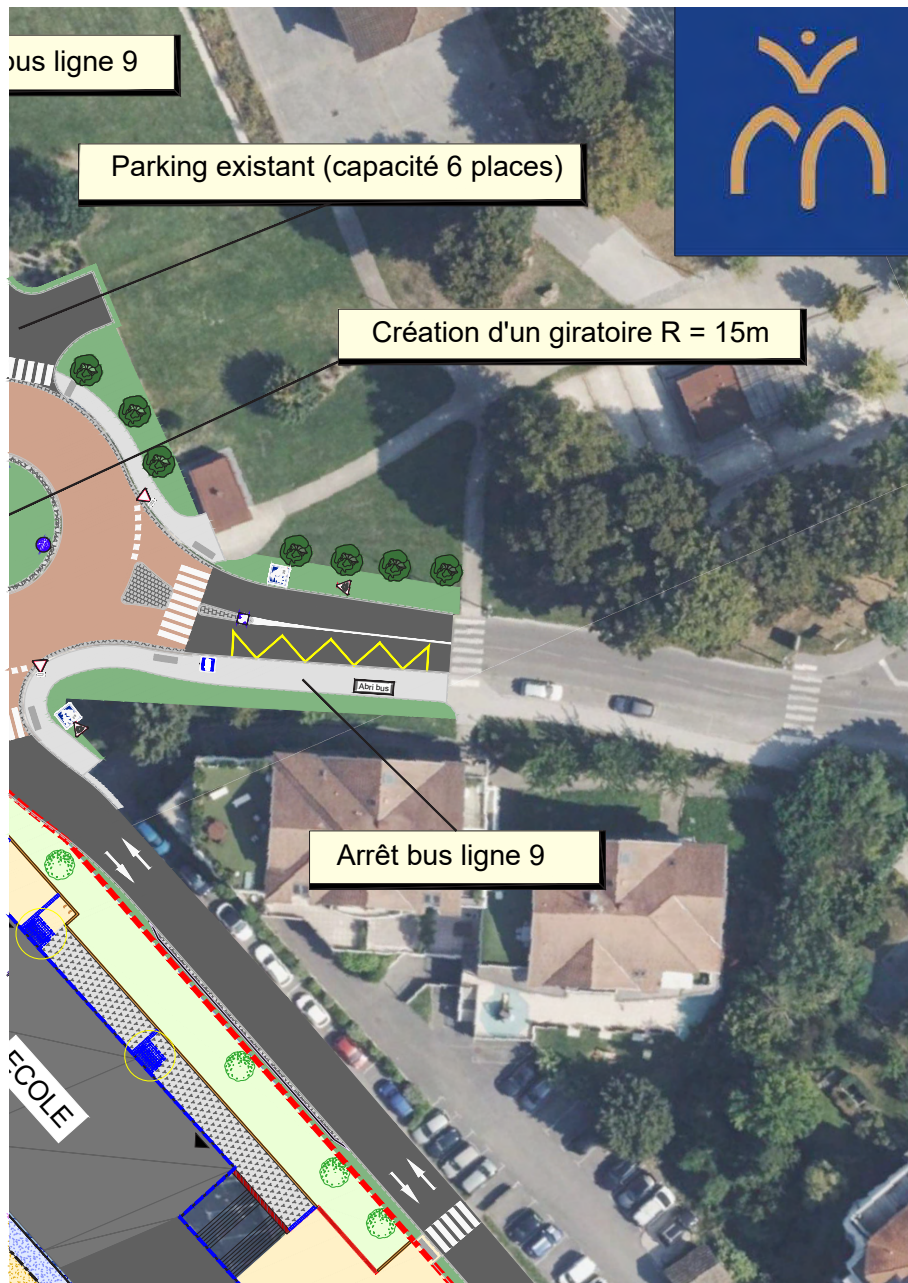 bus ligne 9
Parking existant (capacité 6 places)
Création d'un giratoire R = 15m
Abri bus
Arrêt bus ligne 9
ECOLE